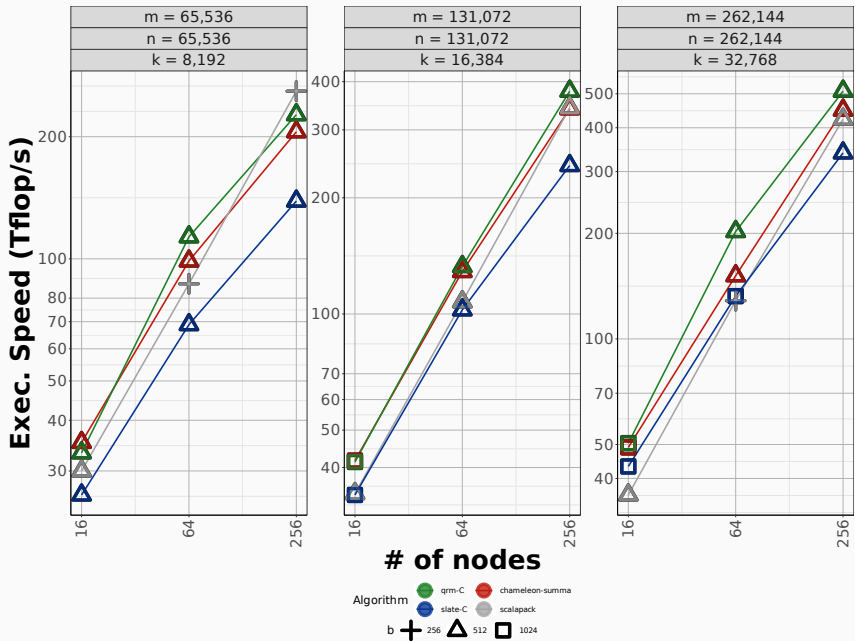 m = 65,536
n = 65,536
k = 8,192
m = 131,072
n = 131,072
k = 16,384
m = 262,144
n = 262,144
k = 32,768
Exec. Speed (Tflop/s)
200
100
80
70
60
50
40
30
400
300
200
100
70
60
50
40
500
400
300
200
100
70
50
40
16
64
256
16
64
256
16
64
256
# of nodes
Algorithm
qrm-C
chameleon-summa
slate-C
scalapack
b
256
512
1024